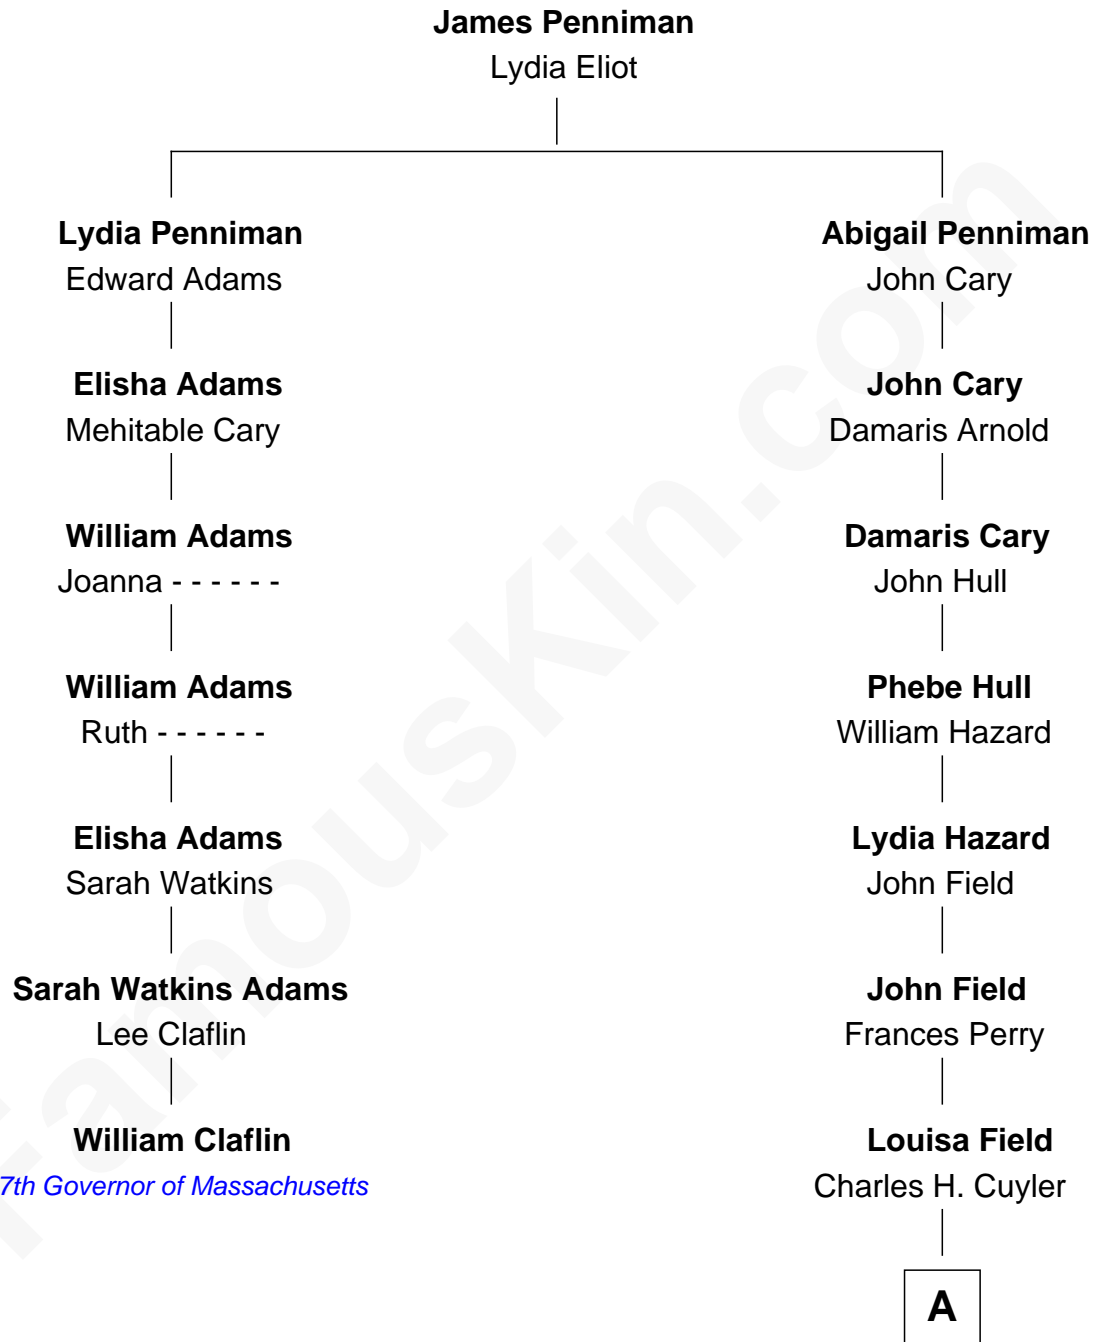 James Penniman
Lydia Eliot
Lydia Penniman
Edward Adams
Abigail Penniman
John Cary
Elisha Adams
Mehitable Cary
John Cary
Damaris Arnold
William Adams
Joanna - - - - - -
Damaris Cary
John Hull
William Adams
Ruth - - - - - -
Phebe Hull
William Hazard
Elisha Adams
Sarah Watkins
Lydia Hazard
John Field
Sarah Watkins Adams
Lee Claflin
John Field
Frances Perry
William Claflin
7th Governor of Massachusetts
Louisa Field
Charles H. Cuyler
A
FamousKin.com